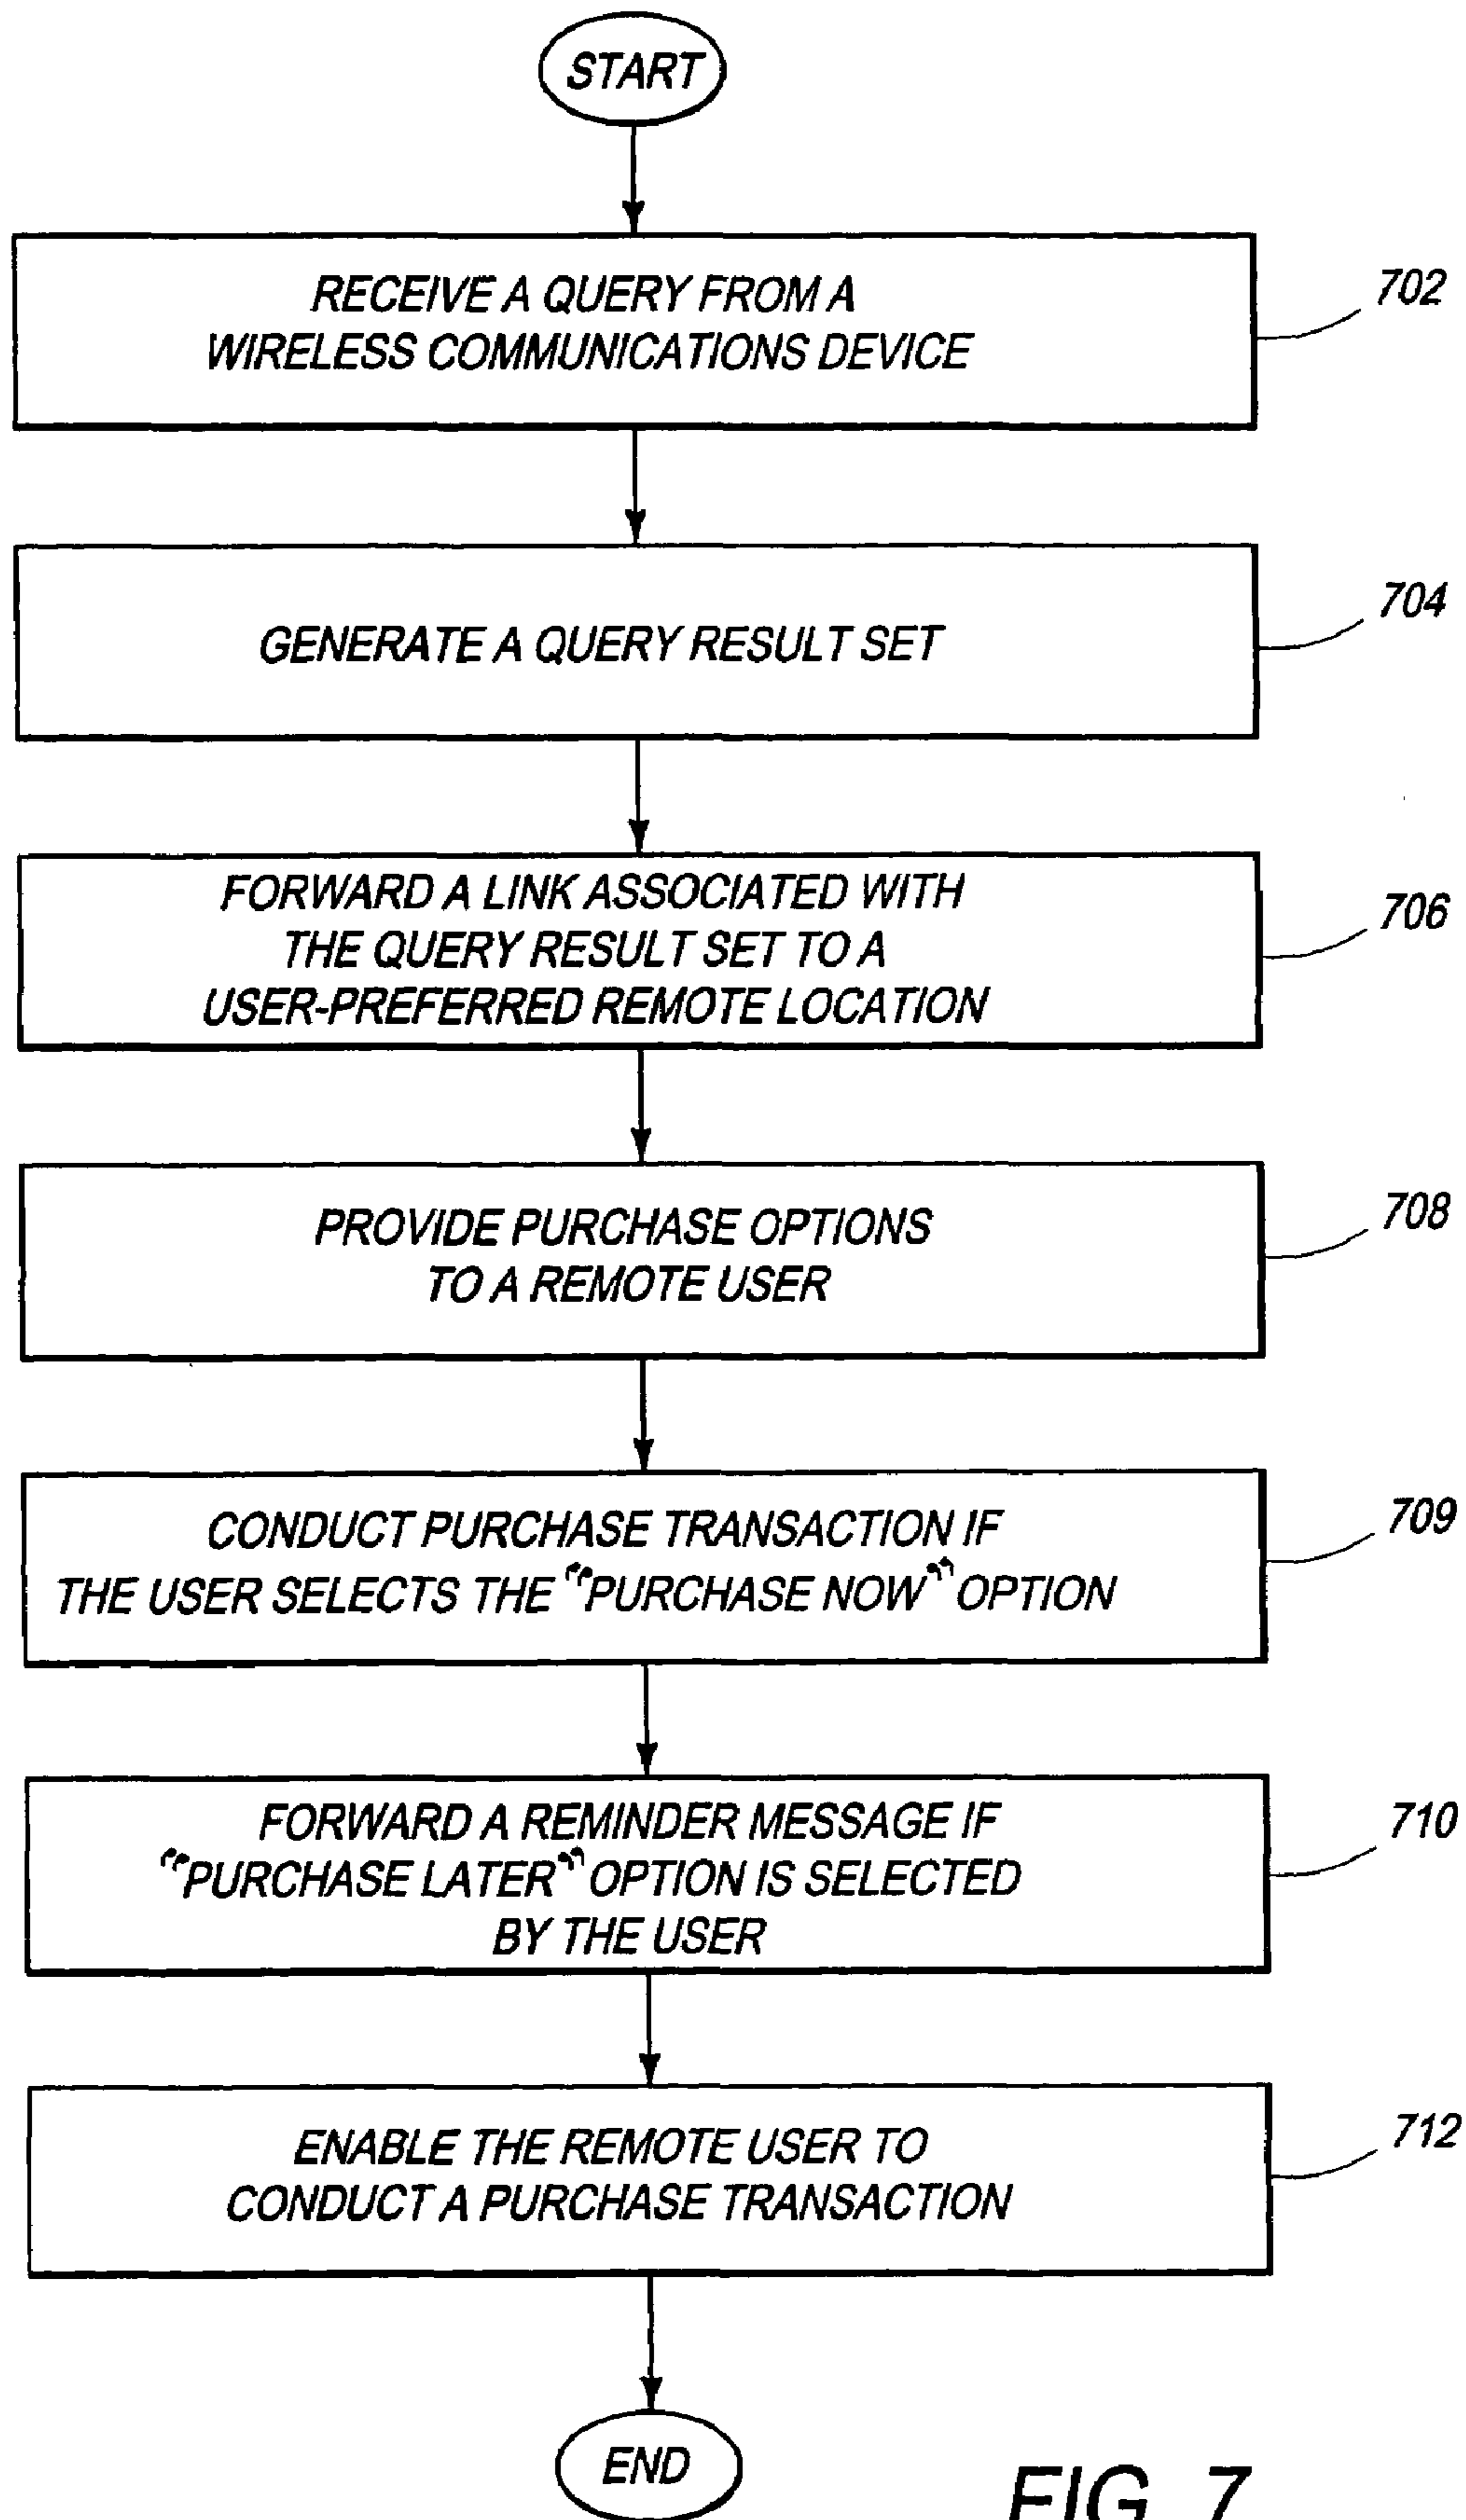 START
RECEIVE A QUERY FROM A
WIRELESS COMMUNICATIONS DEVICE
702
GENERATE A QUERY RESULT SET
704
FORWARD A LINK ASSOCIATED WITH
THE QUERY RESULT SET TO A
USER-PREFERRED REMOTE LOCATION
706
PROVIDE PURCHASE OPTIONS
TO A REMOTE USER
708
CONDUCT PURCHASE TRANSACTION IF
THE USER SELECTS THE "PURCHASE NOW" OPTION
709
FORWARD A REMINDER MESSAGE IF
"PURCHASE LATER" OPTION IS SELECTED
BY THE USER
710
ENABLE THE REMOTE USER TO
CONDUCT A PURCHASE TRANSACTION
712
END
FIG. 7